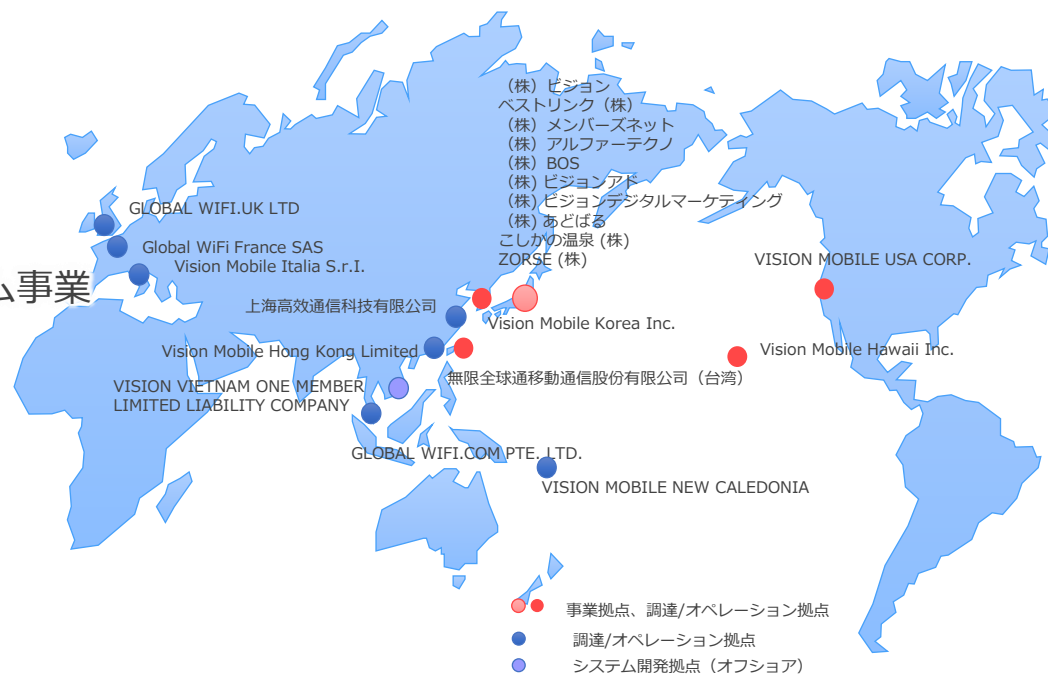 （株）ビジョン
ベストリンク（株）
（株）メンバーズネット
（株）アルファーテクノ
（株）BOS
（株) ビジョンアド
（株) ビジョンデジタルマーケティング
（株) あどばる
こしかの温泉 (株)
ZORSE (株)
GLOBAL WIFI.UK LTD
Global WiFi France SAS
Vision Mobile Italia S.r.I.
ム事業
VISION MOBILE USA CORP.
上海高效通信科技有限公司
Vision Mobile Korea Inc.
Vision Mobile Hong Kong Limited
Vision Mobile Hawaii Inc.
無限全球通移動通信股份有限公司（台湾）
VISION VIETNAM ONE MEMBER
LIMITED LIABILITY COMPANY
GLOBAL WIFI.COM PTE. LTD.
VISION MOBILE NEW CALEDONIA
事業拠点、調達/オペレーション拠点
調達/オペレーション拠点
システム開発拠点（オフショア）